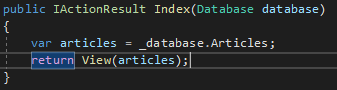 public IActionResult Index(Database database)
{
var articles = _database.Articles;
return View(articles);
}